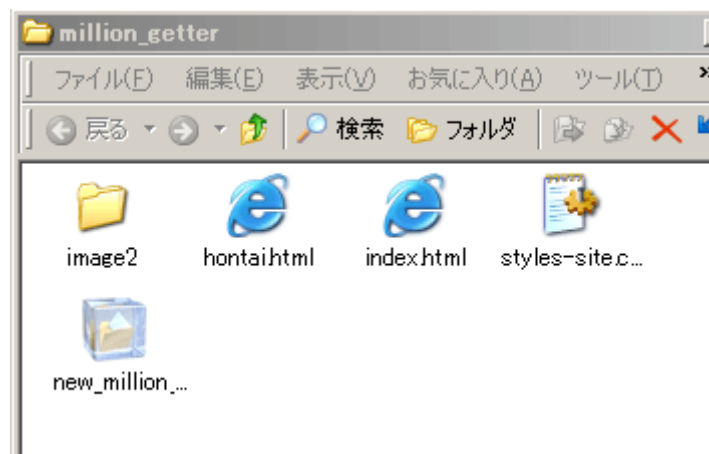 million_getter
ファイル(F) 編集(E) 表示(V) お気に入り(A) ツール(T) »
戻る 検索 フォルダ
image2 hontai.html index.html styles-site.c...
new_million_...